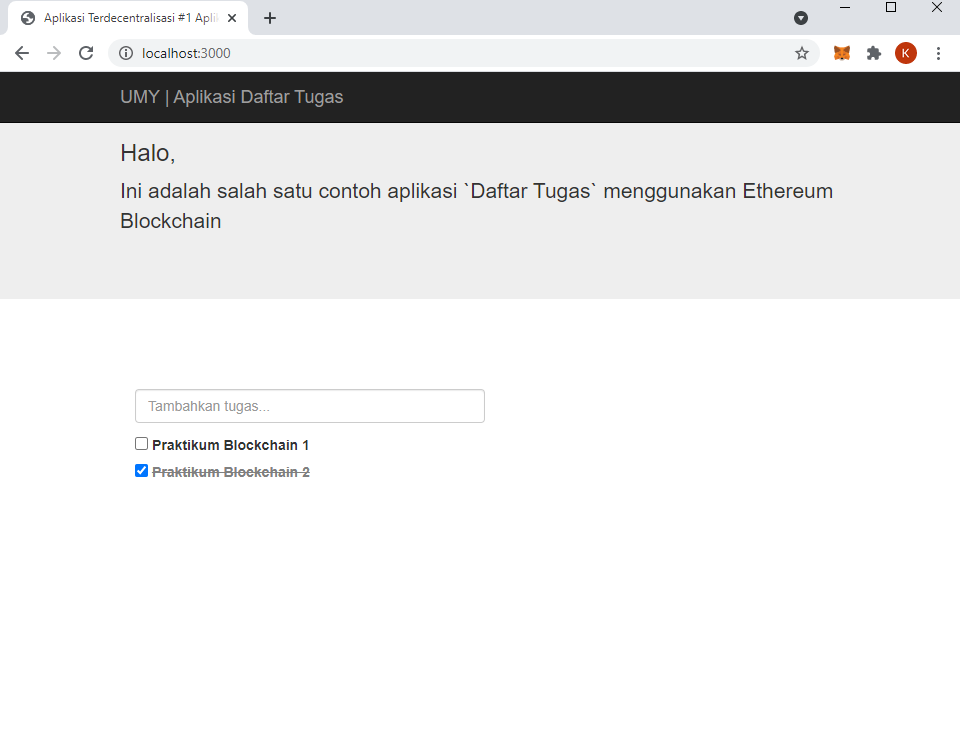 Aplikasi Terdecentralisasi #1 Apli
localhost:3000
K
UMY | Aplikasi Daftar Tugas
Halo,
Ini adalah salah satu contoh aplikasi `Daftar Tugas` menggunakan Ethereum
Blockchain
Tambahkan tugas...
Praktikum Blockchain 1
Praktikum Blockchain 2